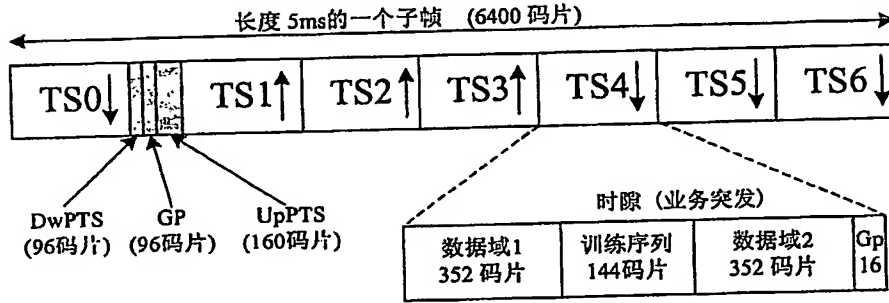 长度 5ms的一个子帧 (6400 码片)
TS0 TS1 TS2 TS3 TS4 TS5 TS6
DwPTS GP UpPTS
(96码片) (96码片) (160码片)
时隙 (业务突发)
数据域1 训练序列 数据域2 Gp
352 码片 144码片 352 码片 16